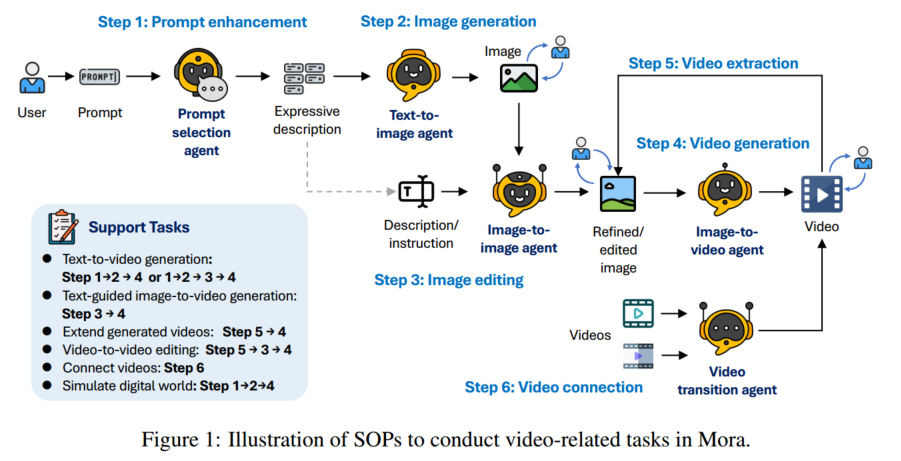 Step 1: Prompt enhancement
Step 2: Image generation
Image
Step 5: Video extraction
PROMPT
User
Prompt
Prompt
selection
agent
Expressive
description
Text-to-
image agent
Step 4: Video generation
T
Description/
instruction
Image-to-
image agent
Refined/
edited
image
Image-to-
video agent
Video
Step 3: Image editing
Support Tasks
● Text-to-video generation:
Step 1→2 → 4 or 1→2 → 3 → 4
● Text-guided image-to-video generation:
Step 3 → 4
● Extend generated videos: Step 5 → 4
● Video-to-video editing: Step 5 → 3 → 4
● Connect videos: Step 6
● Simulate digital world: Step 1→2→4
Videos
Step 6: Video connection
Video
transition agent
Figure 1: Illustration of SOPs to conduct video-related tasks in Mora.